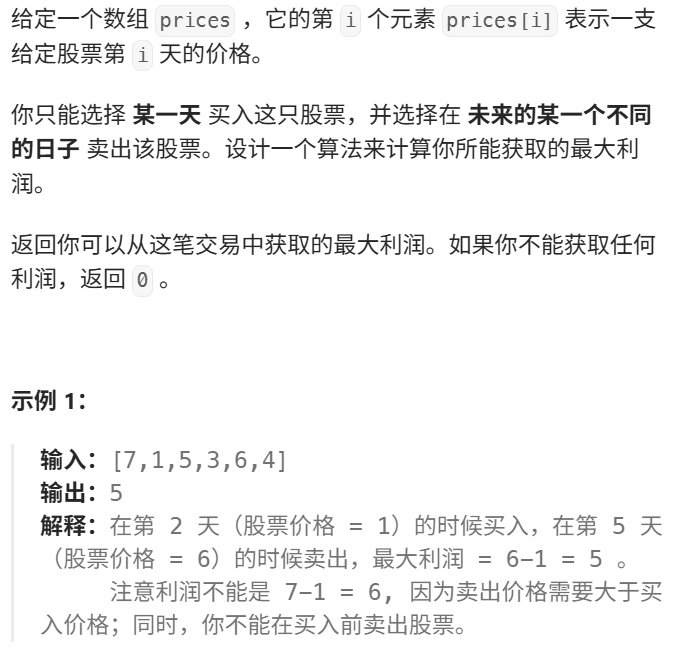 给定一个数组 prices ，它的第 i 个元素 prices[i] 表示一支
给定股票第 i 天的价格。
你只能选择 某一天 买入这只股票，并选择在 未来的某一个不同
的日子 卖出该股票。设计一个算法来计算你所能获取的最大利
润。
返回你可以从这笔交易中获取的最大利润。如果你不能获取任何
利润，返回 0 。
示例 1：
输入：[7,1,5,3,6,4]
输出：5
解释：在第 2 天（股票价格 = 1）的时候买入，在第 5 天
（股票价格 = 6）的时候卖出，最大利润 = 6-1 = 5 。
注意利润不能是 7-1 = 6, 因为卖出价格需要大于买
入价格；同时，你不能在买入前卖出股票。